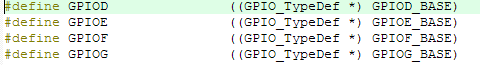 #define GPIOD ((GPIO_TypeDef *) GPIOD_BASE)
#define GPIOE ((GPIO_TypeDef *) GPIOE_BASE)
#define GPIOF ((GPIO_TypeDef *) GPIOF_BASE)
#define GPIOG ((GPIO_TypeDef *) GPIOG_BASE)